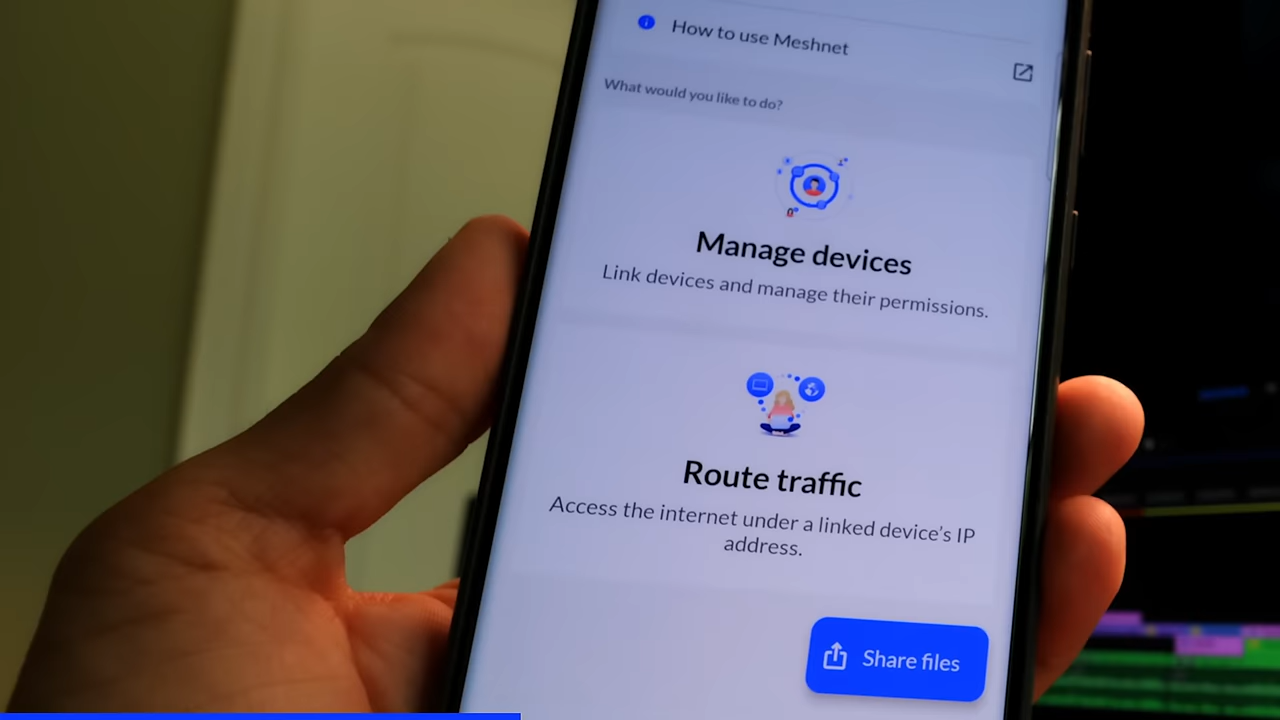 How to use Meshnet
What would you like to do?
Manage devices
Link devices and manage their permissions.
Route traffic
Access the internet under a linked device's IP
address.
Share files